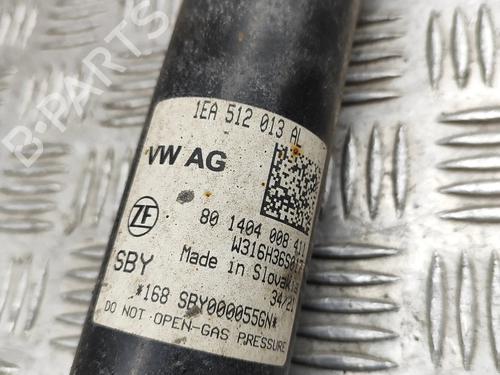 B-PARTS
1EA 512 013 AL
VW AG
ZF
80 1404 008 411
SBY
Made in Slovakia
34/21
*168 SBY000055GN*
DO NOT OPEN-GAS PRESSURE